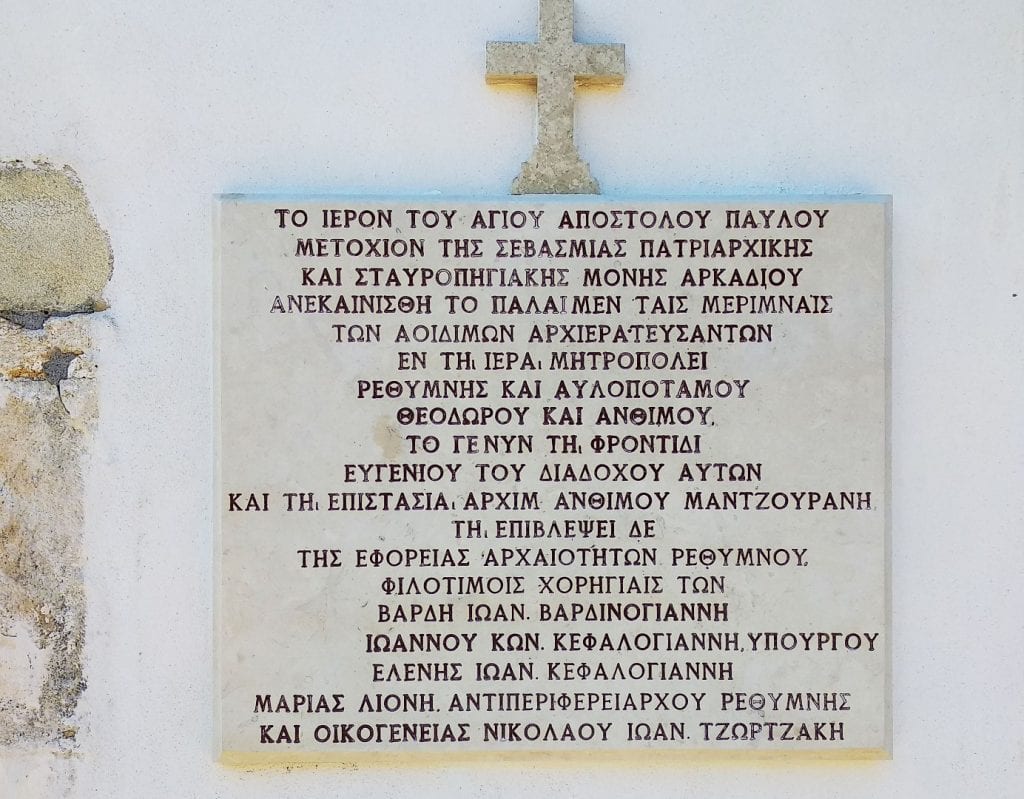 ΤΟ ΙΕΡΟΝ ΤΟΥ ΑΓΙΟΥ ΑΠΟΣΤΟΛΟΥ ΠΑΥΛΟΥ
ΜΕΤΟΧΙΟΝ ΤΗΣ ΣΕΒΑΣΜΙΑΣ ΠΑΤΡΙΑΡΧΙΚΗΣ
ΚΑΙ ΣΤΑΥΡΟΠΗΓΙΑΚΗΣ ΜΟΝΗΣ ΑΡΚΑΔΙΟΥ
ΑΝΕΚΑΙΝΙΣΘΗ ΤΟ ΠΑΛΑΙ ΜΕΝ ΤΑΙΣ ΜΕΡΙΜΝΑΙΣ
ΤΩΝ ΑΟΙΔΙΜΩΝ ΑΡΧΙΕΡΑΤΕΥΣΑΝΤΩΝ
ΕΝ ΤΗι ΙΕΡΑι ΜΗΤΡΟΠΟΛΕΙ
ΡΕΘΥΜΝΗΣ ΚΑΙ ΑΥΛΟΠΟΤΑΜΟΥ
ΘΕΟΔΩΡΟΥ ΚΑΙ ΑΝΘΙΜΟΥ,
ΤΟ ΓΕ ΝΥΝ ΤΗι ΦΡΟΝΤΙΔΙ
ΕΥΓΕΝΙΟΥ ΤΟΥ ΔΙΑΔΟΧΟΥ ΑΥΤΩΝ
ΚΑΙ ΤΗι ΕΠΙΣΤΑΣΙΑι ΑΡΧΙΜ. ΑΝΘΙΜΟΥ ΜΑΝΤΖΟΥΡΑΝΗ,
ΤΗι ΕΠΙΒΛΕΨΕΙ ΔΕ
ΤΗΣ ΕΦΟΡΕΙΑΣ ΑΡΧΑΙΟΤΗΤΩΝ ΡΕΘΥΜΝΟΥ,
ΦΙΛΟΤΙΜΟΙΣ ΧΟΡΗΓΙΑΙΣ ΤΩΝ
ΒΑΡΔΗ ΙΩΑΝ. ΒΑΡΔΙΝΟΓΙΑΝΝΗ
ΙΩΑΝΝΟΥ ΚΩΝ. ΚΕΦΑΛΟΓΙΑΝΝΗ, ΥΠΟΥΡΓΟΥ
ΕΛΕΝΗΣ ΙΩΑΝ. ΚΕΦΑΛΟΓΙΑΝΝΗ
ΜΑΡΙΑΣ ΛΙΟΝΗ, ΑΝΤΙΠΕΡΙΦΕΡΕΙΑΡΧΟΥ ΡΕΘΥΜΝΗΣ
ΚΑΙ ΟΙΚΟΓΕΝΕΙΑΣ ΝΙΚΟΛΑΟΥ ΙΩΑΝ. ΤΖΩΡΤΖΑΚΗ